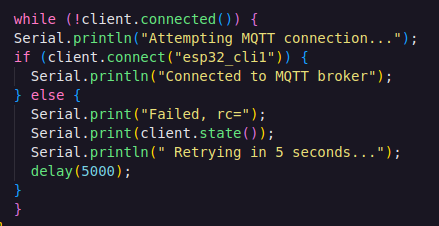 while (!client.connected()) {
Serial.println("Attempting MQTT connection...");
if (client.connect("esp32_cli1")) {
Serial.println("Connected to MQTT broker");
} else {
Serial.print("Failed, rc=");
Serial.print(client.state());
Serial.println(" Retrying in 5 seconds...");
delay(5000);
}
}